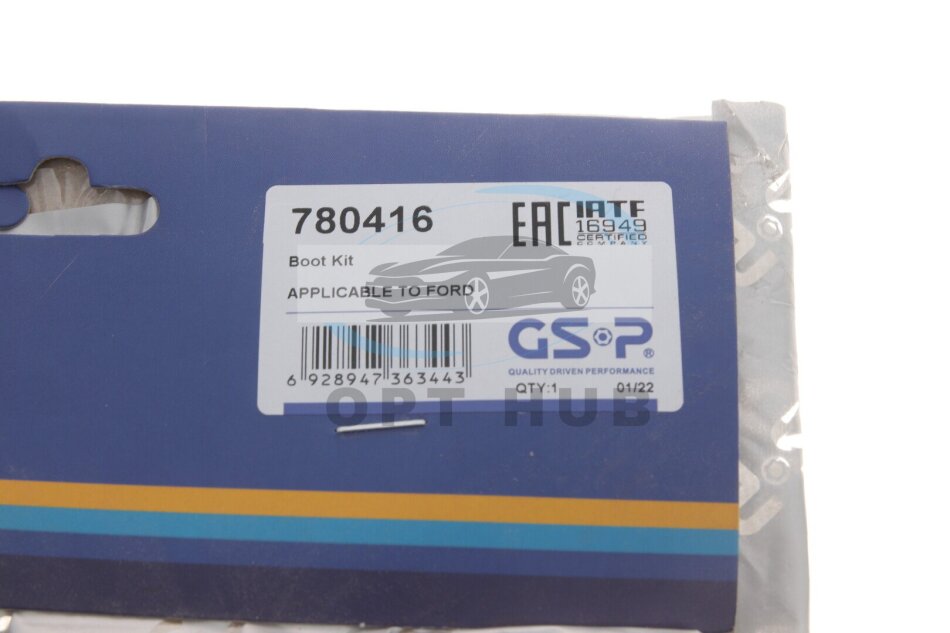 780416
EAC IATF
16949
CERTIFIED
COMPANY
Boot Kit
APPLICABLE TO FORD
GSP®
QUALITY DRIVEN PERFORMANCE
6 928947 363443
QTY:1 01/22
OPT HUB